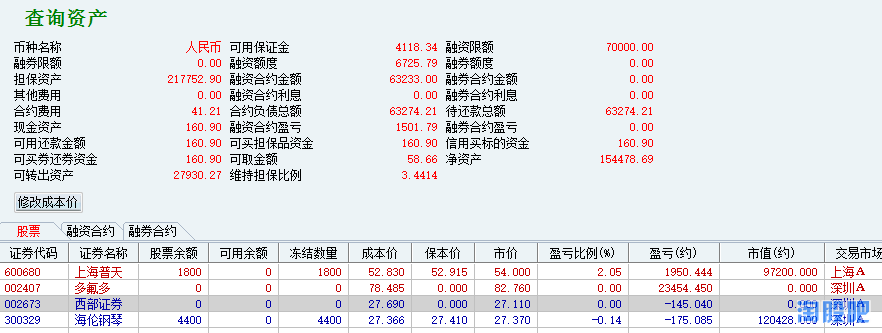 查询资产
币种名称 人民币 可用保证金 4118.34 融资限额 70000.00
融券限额 0.00 融资额度 6725.79 融券额度 0.00
担保资产 217752.90 融资合约金额 63233.00 融券合约金额 0.00
其他费用 0.00 融资合约利息 0.00 融券合约利息 0.00
合约费用 41.21 合约负债总额 63274.21 待还款总额 63274.21
现金资产 160.90 融资合约盈亏 1501.79 融券合约盈亏 0.00
可用还款金额 160.90 可买担保品资金 160.90 信用买标的资金 160.90
可买券还券资金 160.90 可取金额 58.66 净资产 154478.69
可转出资产 27930.27 维持担保比例 3.4414
修改成本价
股票 融资合约 融券合约
证券代码 证券名称 股票余额 可用余额 冻结数量 成本价 保本价 市价 盈亏比例(%) 盈亏(约) 市值(约) 交易市场
600680 上海普天 1800 0 1800 52.830 52.915 54.000 2.05 1950.444 97200.000 上海A
002407 多氟多 0 0 0 78.485 0.000 82.760 0.00 23454.450 0.000 深圳A
002673 西部证券 0 0 0 27.690 0.000 27.110 0.00 -145.040 深圳A
300329 海伦钢琴 4400 0 4400 27.366 27.410 27.370 -0.14 -175.085 120428.000 深圳A
淘股吧